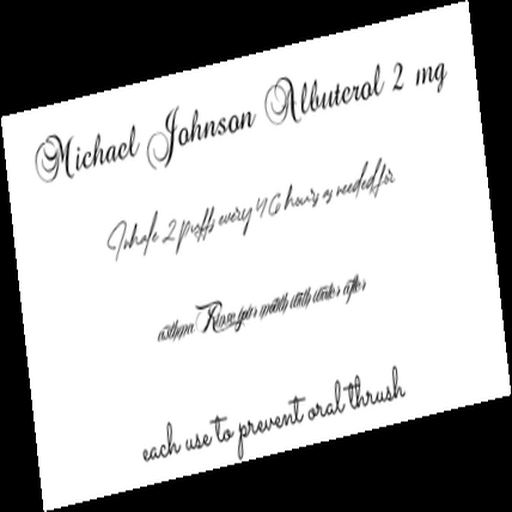 Michael Johnson Albuterol 2 mg
Inhale 2 puffs every 4 6 hours as needed for
asthma Rinse your mouth with water after
each use to prevent oral thrush